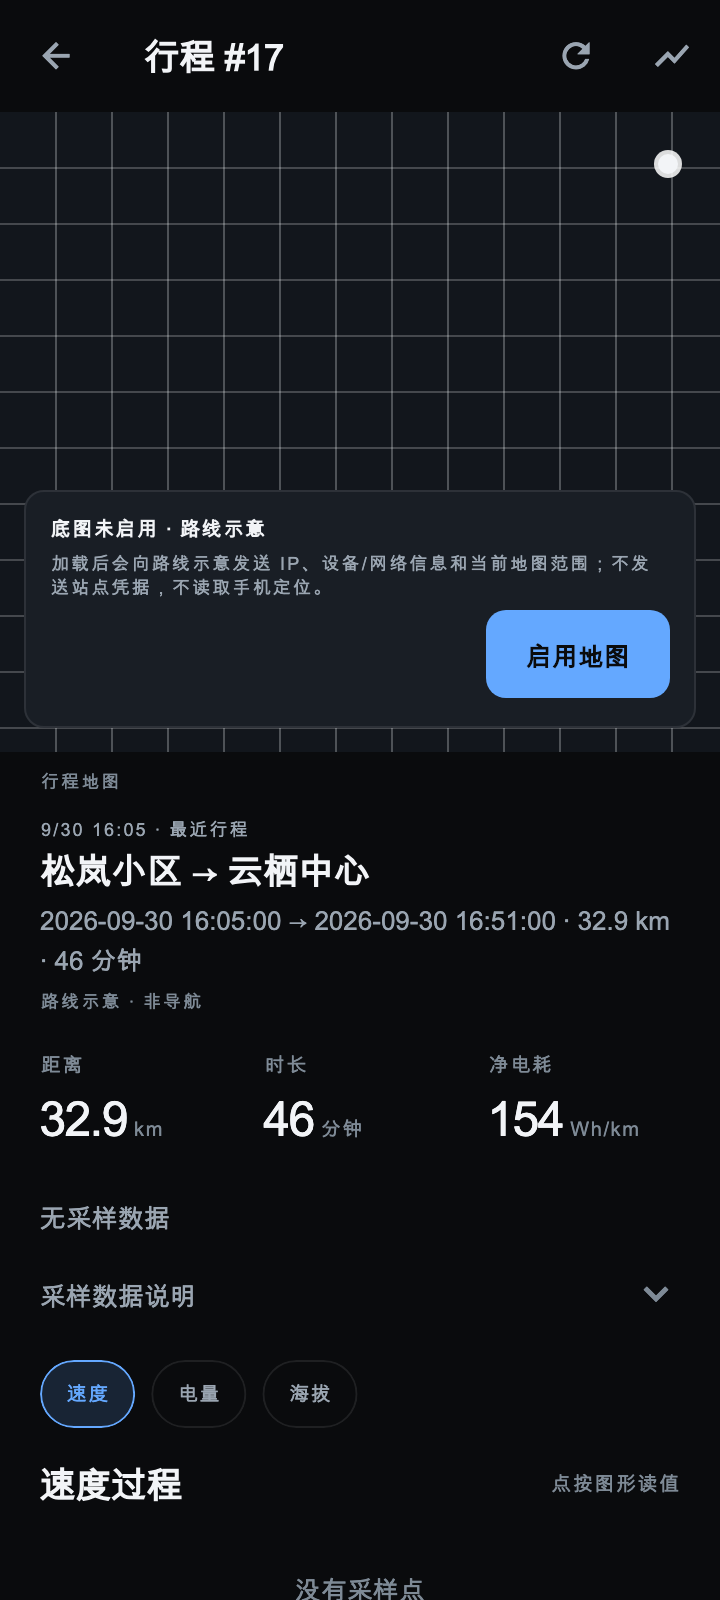 行程 #17
底图未启用 · 路线示意
加载后会向路线示意发送 IP、设备/网络信息和当前地图范围；不发
送站点凭据，不读取手机定位。
启用地图
行程地图
9/30 16:05 · 最近行程
松岚小区 → 云栖中心
2026-09-30 16:05:00 → 2026-09-30 16:51:00 · 32.9 km
· 46 分钟
路线示意 · 非导航
距离 时长 净电耗
32.9 km 46 分钟 154 Wh/km
无采样数据
采样数据说明
速度 电量 海拔
速度过程 点按图形读值
没有采样点